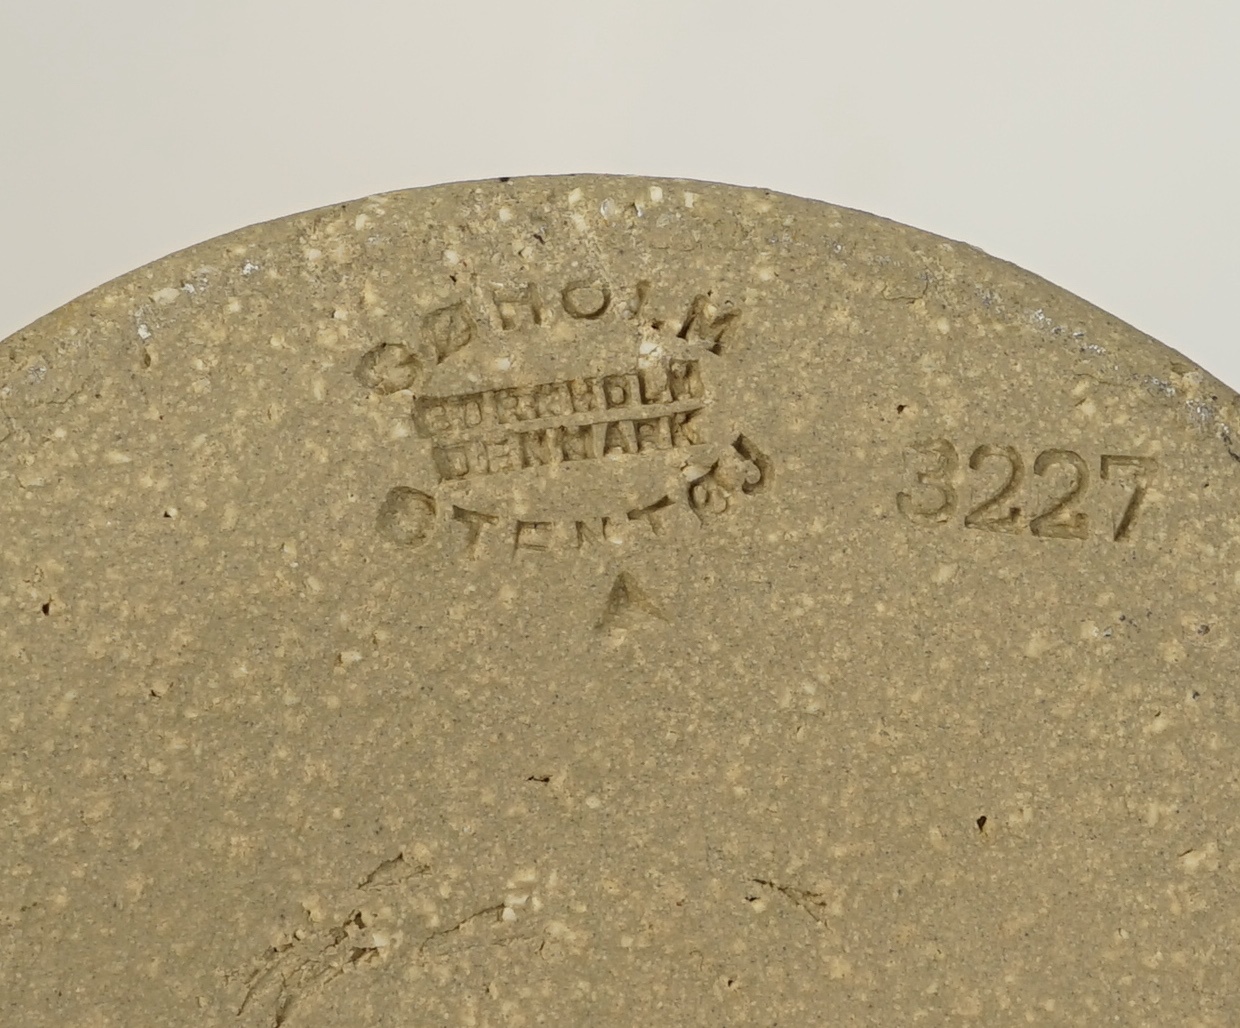 SØHOLM
BORNHOLM
DENMARK
STENTØJ
3227